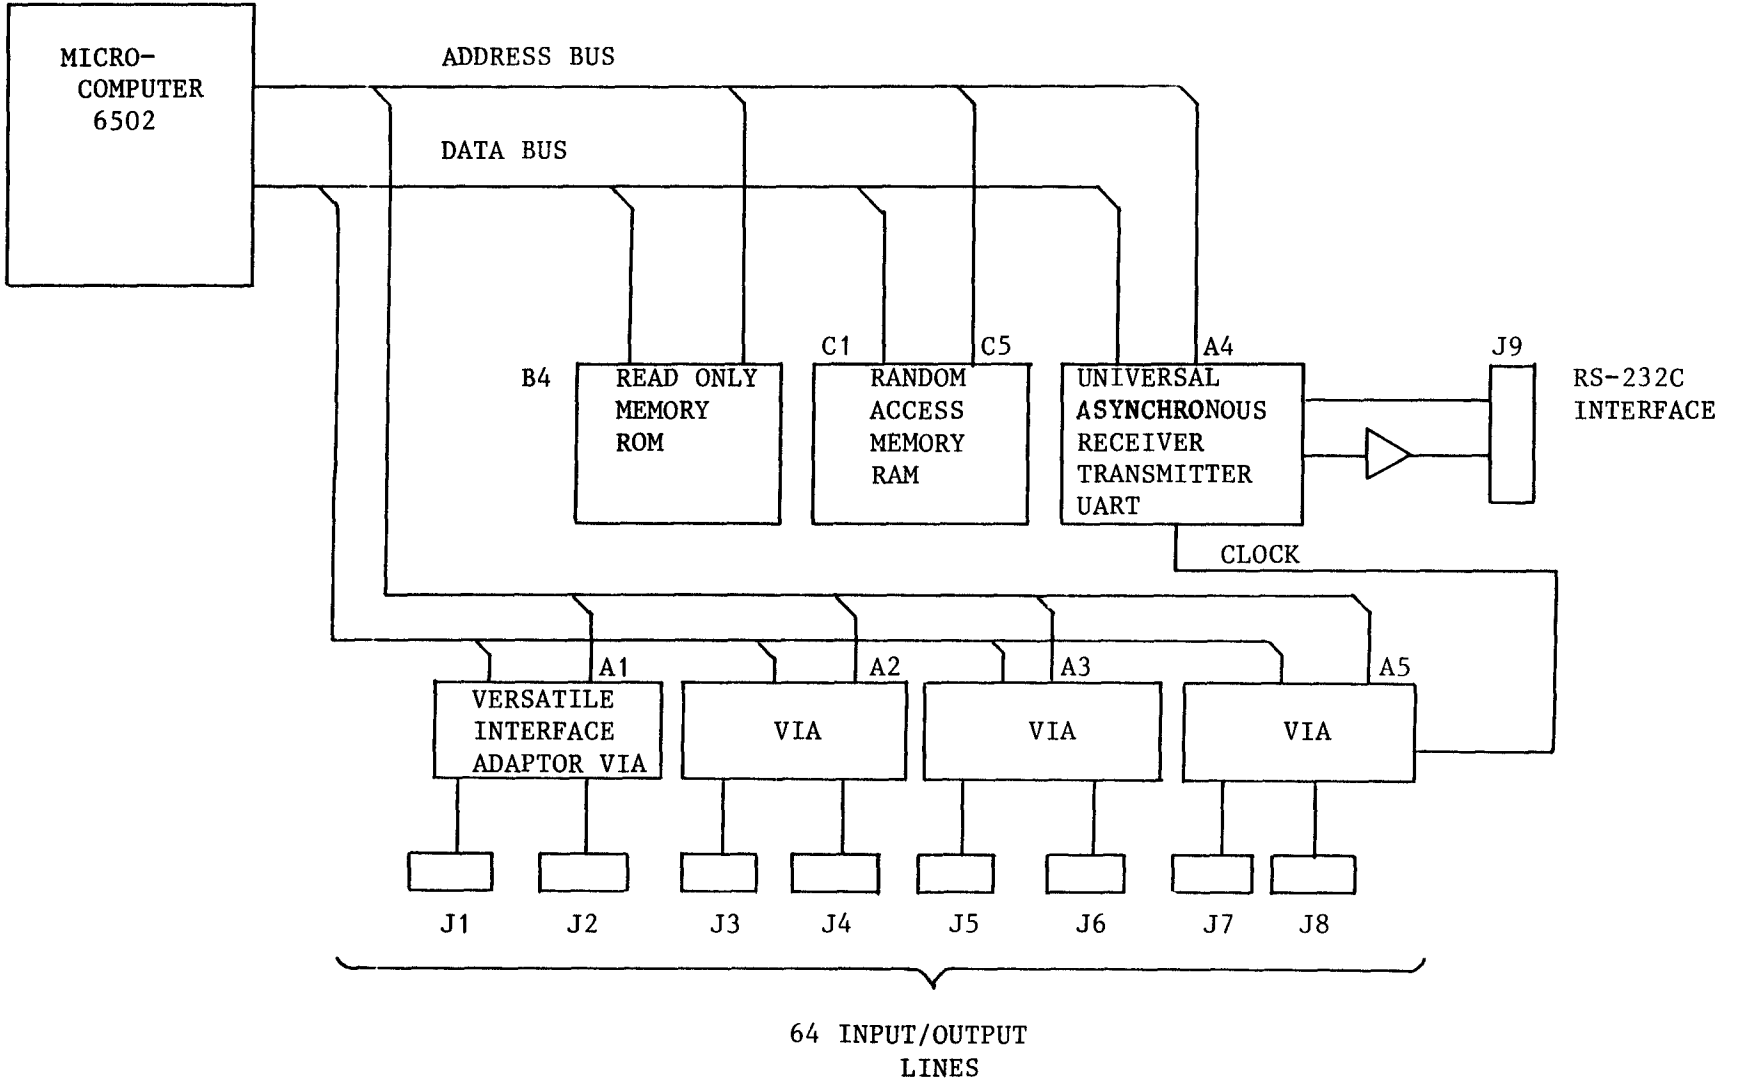 MICRO-
COMPUTER
6502
ADDRESS BUS
DATA BUS
B4
READ ONLY
MEMORY
ROM
C1
C5
RANDOM
ACCESS
MEMORY
RAM
A4
UNIVERSAL
ASYNCHRONOUS
RECEIVER
TRANSMITTER
UART
J9
RS-232C
INTERFACE
CLOCK
A1
VERSATILE
INTERFACE
ADAPTOR VIA
A2
VIA
A3
VIA
A5
VIA
J1 J2 J3 J4 J5 J6 J7 J8
64 INPUT/OUTPUT
LINES